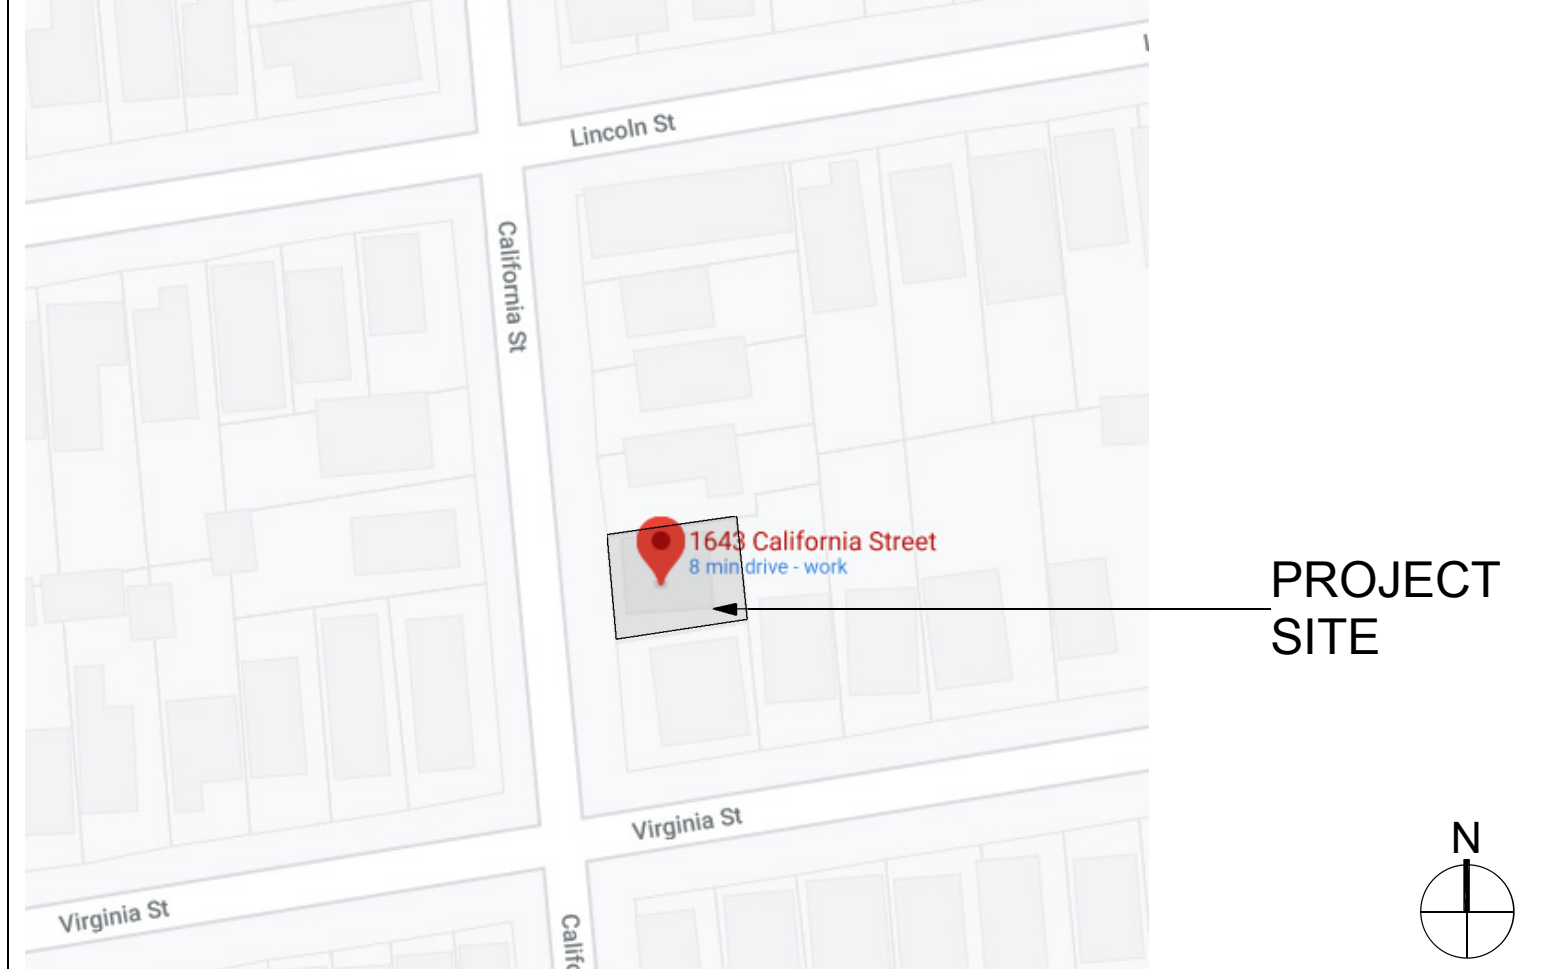 Lincoln St
California St
1643 California Street
8 min drive - work
PROJECT
SITE
Virginia St
N
Virginia St